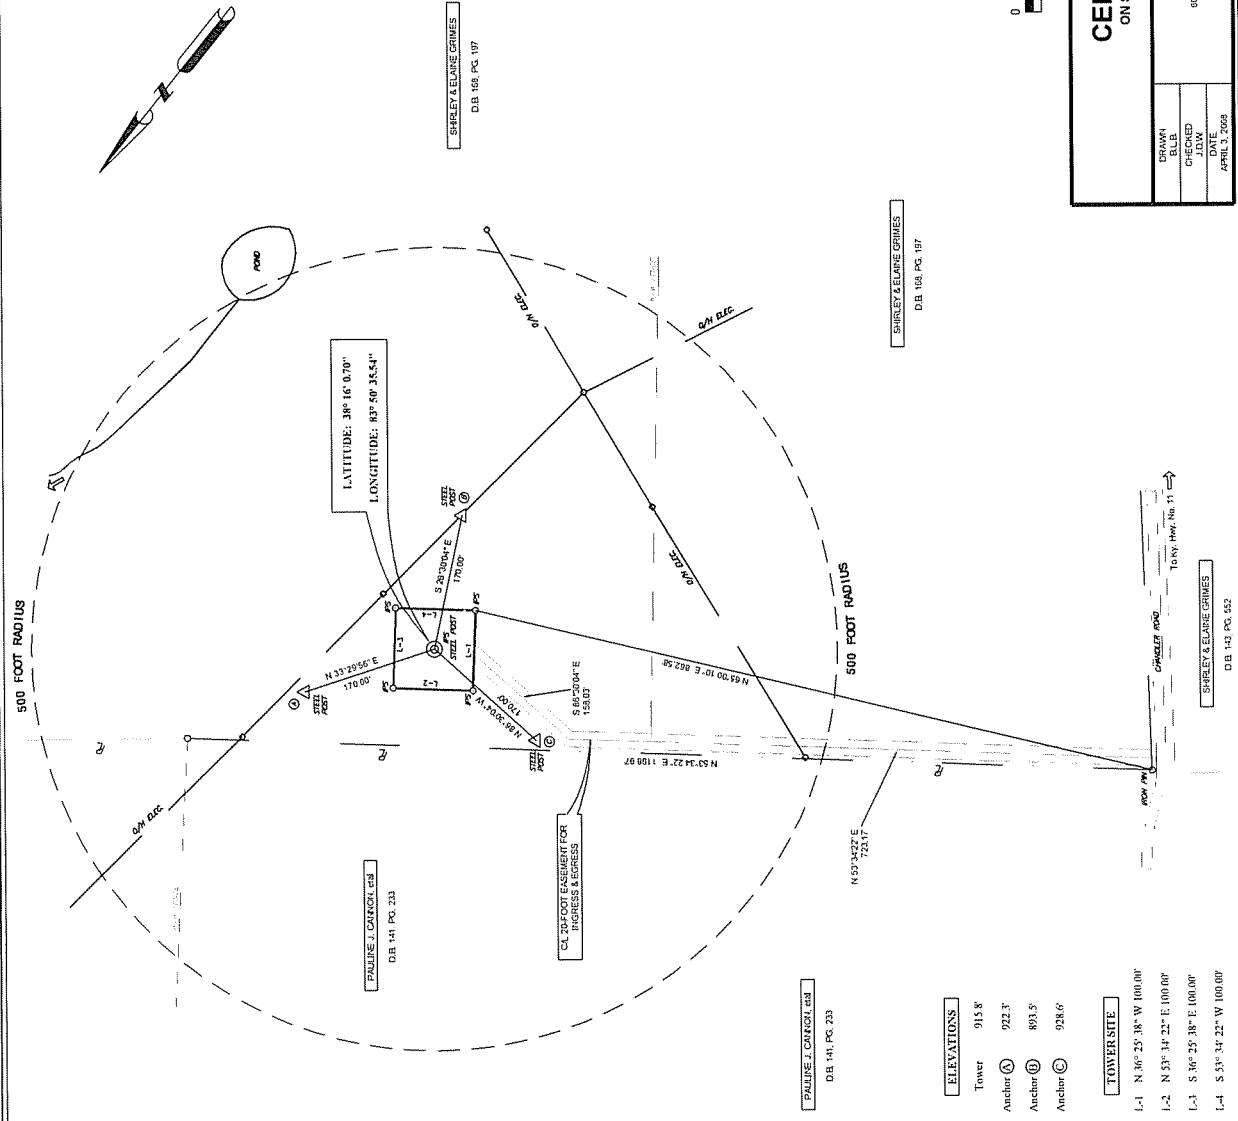 500 FOOT RADIUS
SHIRLEY & ELAINE GRIMES
D.B. 158, PG. 197
N
POND
LATITUDE: 38° 16' 0.70"
LONGITUDE: 83° 50' 35.54"
O/H ELEC.
O/H ELEC.
SHIRLEY & ELAINE GRIMES
D.B. 168, PG. 197
STEEL
POST
B
S 26°30'04" E
170.00'
IPS
IPS
L-3
L-4
IPS
STEEL POST
L-1
L-2
IPS
IPS
N 33°29'56" E
170.00'
A
STEEL
POST
N 86°30'04" W
170.00'
STEEL
POST
C
S 86°30'04" E
158.03'
O/H ELEC.
N 65°00'10" E 862.58'
500 FOOT RADIUS
N 53°34'22" E 1198.97
P/L
P/L
P/L
O/H ELEC.
C/L 20-FOOT EASEMENT FOR
INGRESS & EGRESS
N 53°34'22" E
723.17
IRON PIN
CHANDLER ROAD
To Ky. Hwy. No. 11
SHIRLEY & ELAINE GRIMES
D.B. 143, PG. 552
PAULINE J. CANNON, etal
D.B. 141, PG. 233
PAULINE J. CANNON, etal
D.B. 141, PG. 233
ELEVATIONS
Tower 915.8'
Anchor A 922.3'
Anchor B 893.5'
Anchor C 928.6'
TOWER SITE
L-1 N 36° 25' 38" W 100.00'
L-2 N 53° 34' 22" E 100.00'
L-3 S 36° 25' 38" E 100.00'
L-4 S 53° 34' 22" W 100.00'
0
ON
DRAWN
B.L.B.
CHECKED
J.D.W.
DATE
APRIL 3, 2008